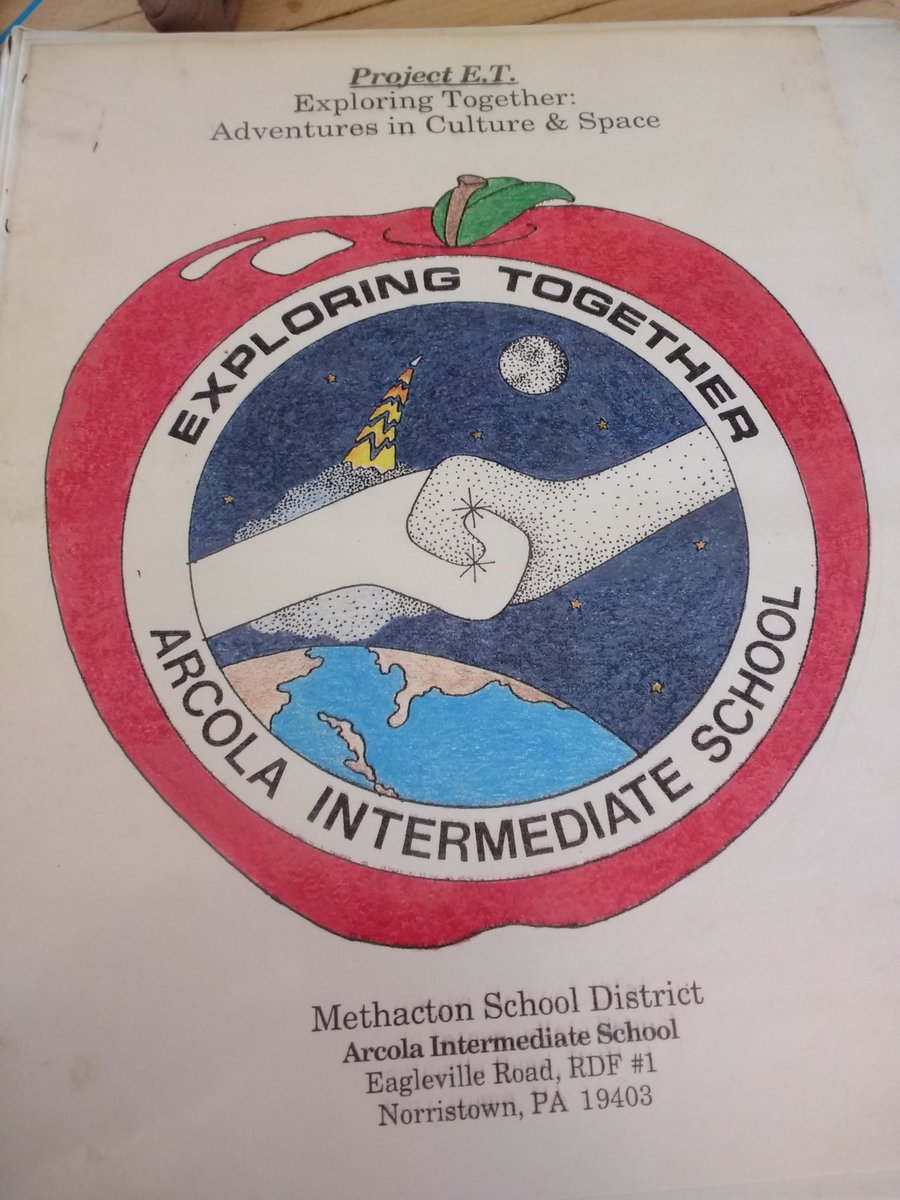 Project E.T.
Exploring Together:
Adventures in Culture & Space
EXPLORING TOGETHER
ARCOLA INTERMEDIATE SCHOOL
Methacton School District
Arcola Intermediate School
Eagleville Road, RDF #1
Norristown, PA 19403